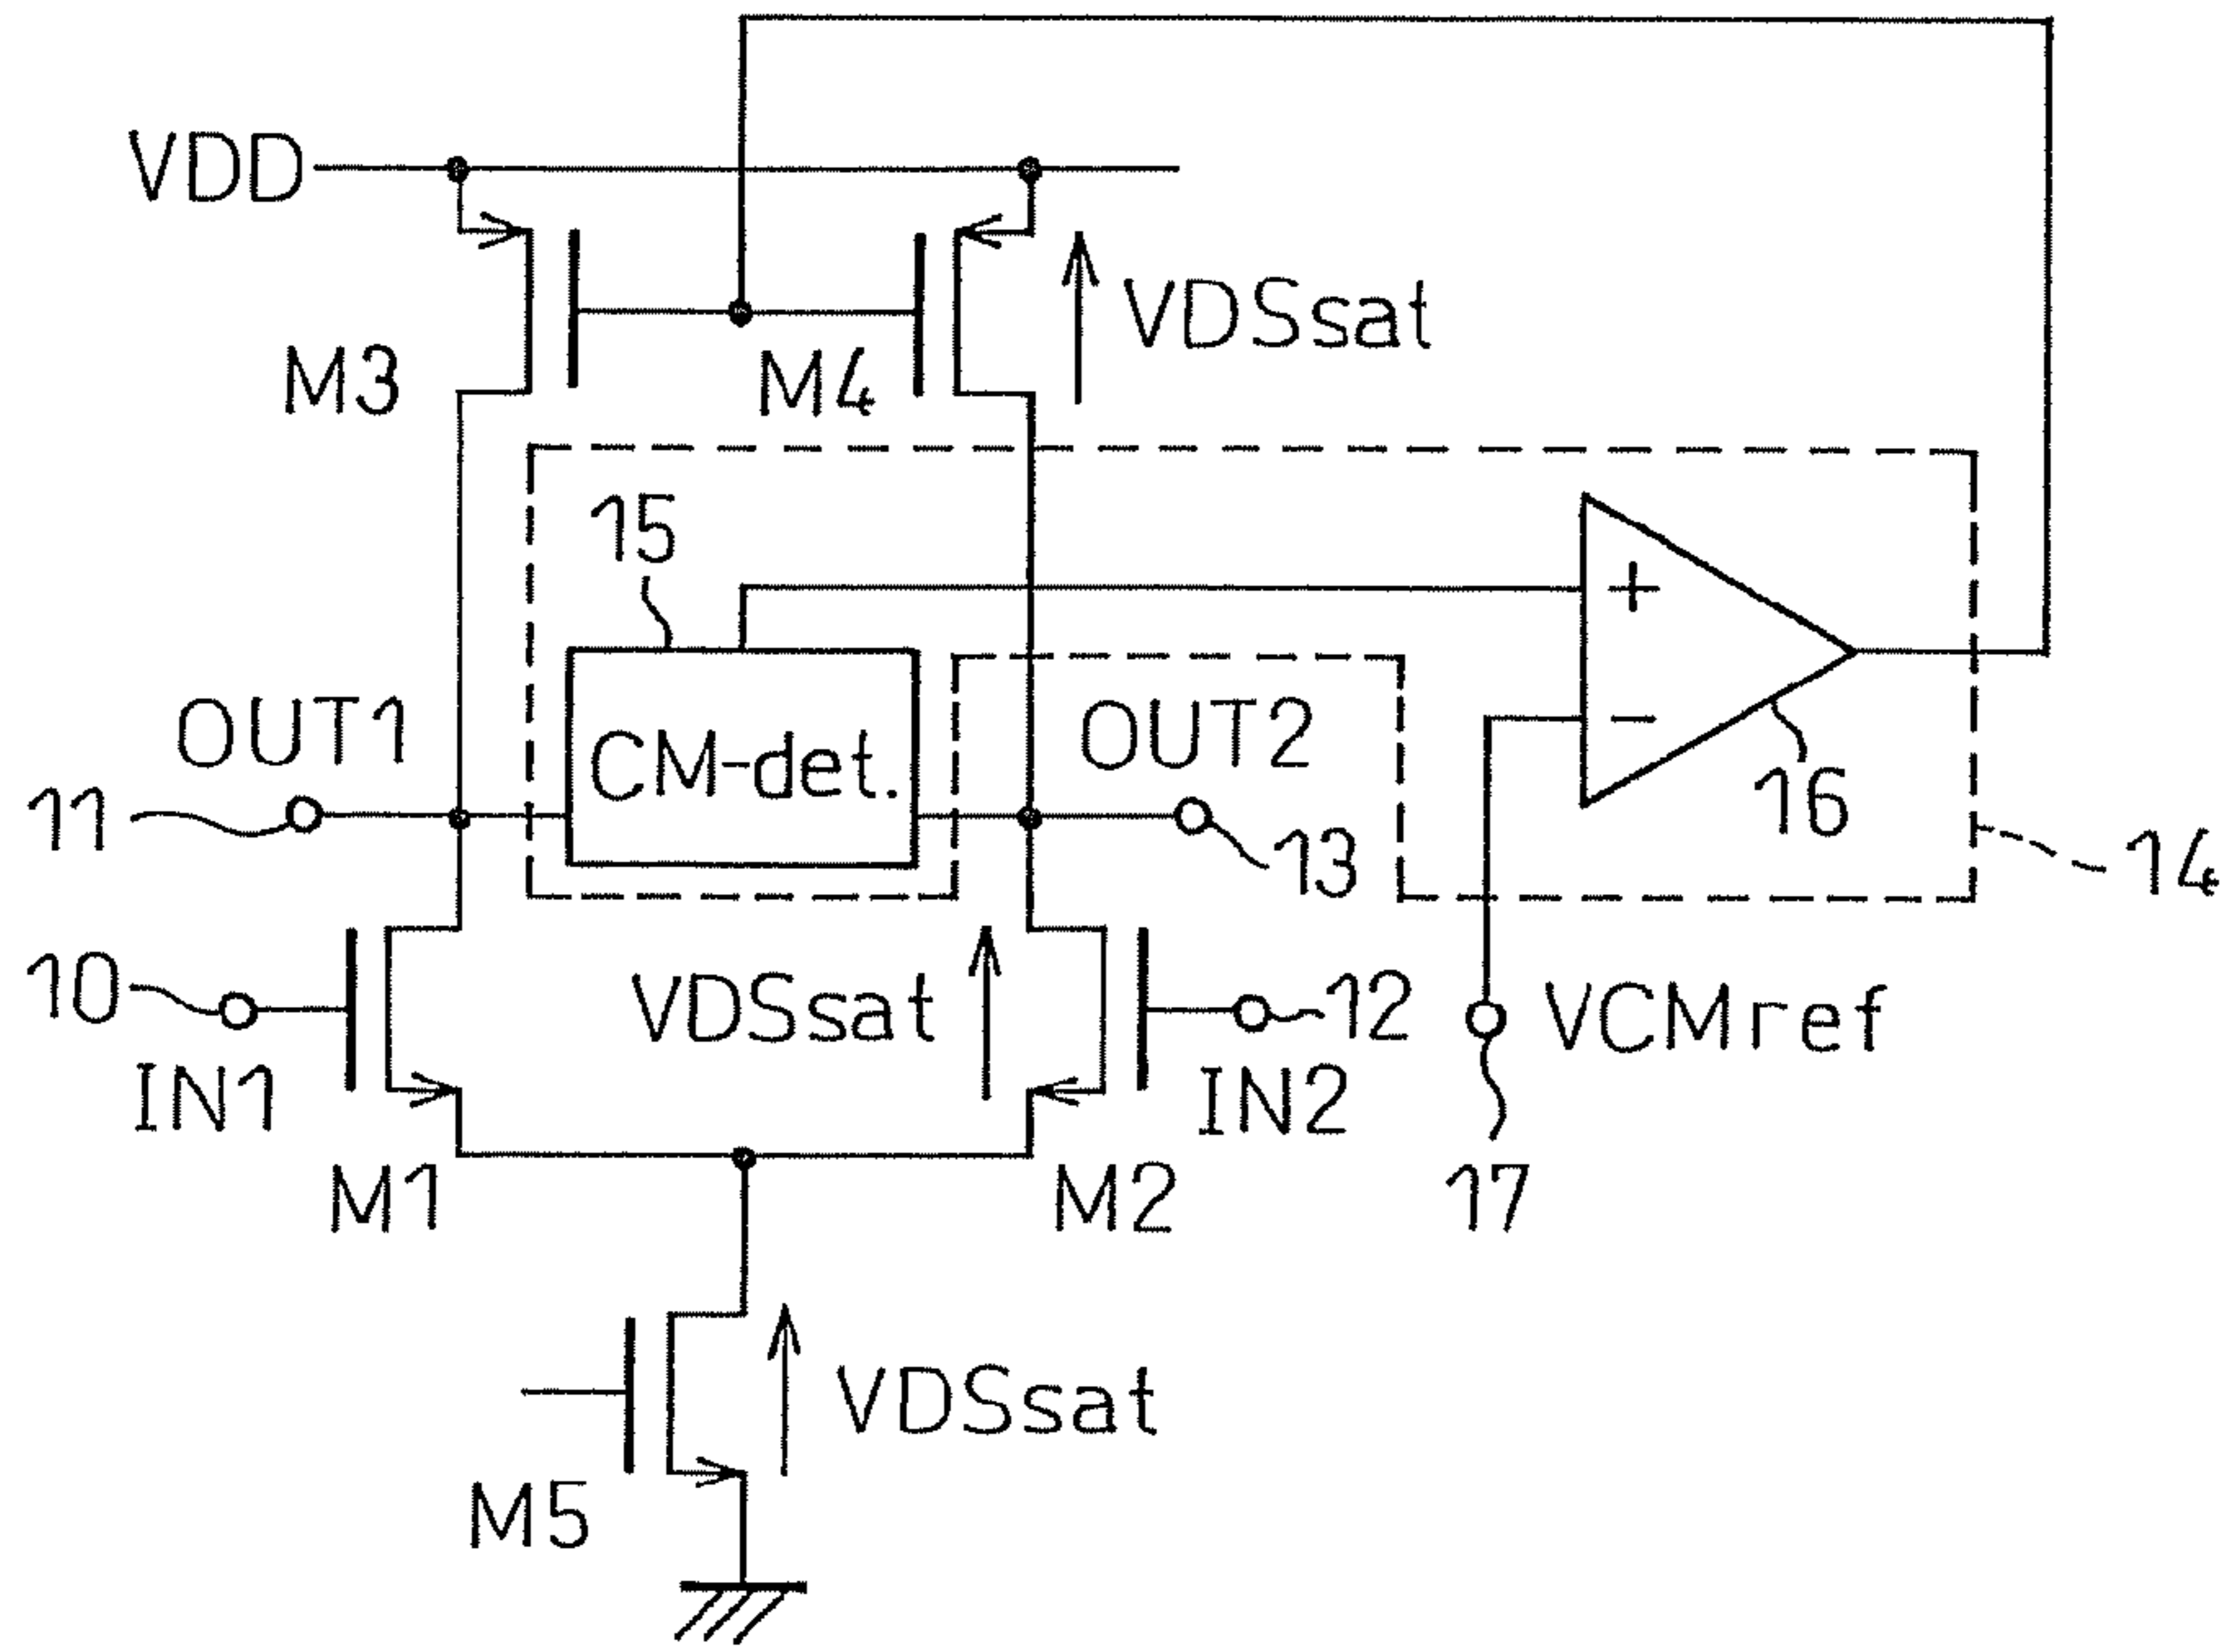 VDD
VDSsat
M3
M4
15
+
OUT1
CM-det.
OUT2
−
16
11
13
14
10
VDSsat
12
VCMref
IN1
IN2
M1
M2
17
VDSsat
M5